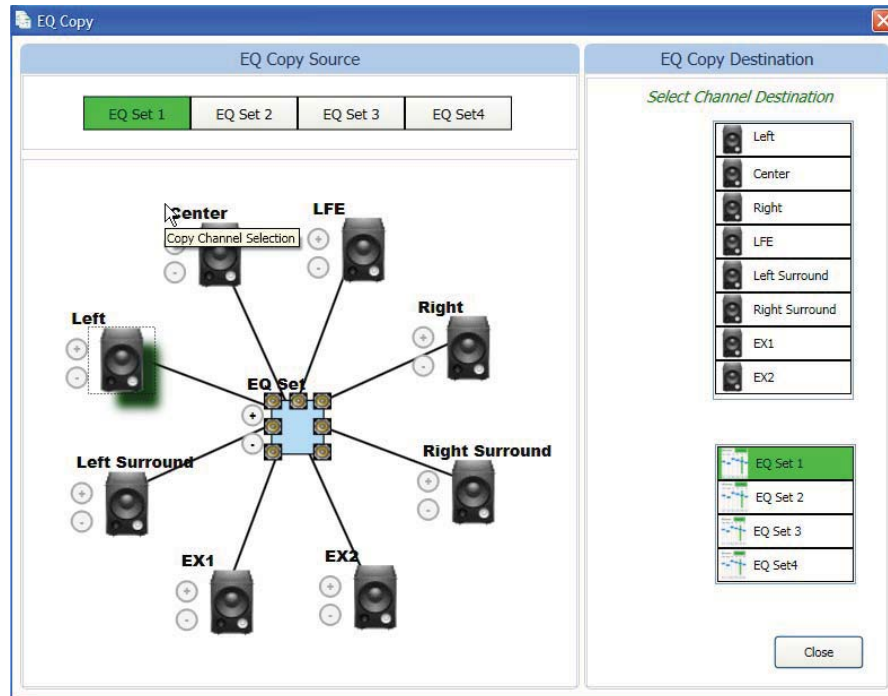 EQ Copy
EQ Copy Source
EQ Set 1
EQ Set 2
EQ Set 3
EQ Set4
Center
LFE
Copy Channel Selection
Left
Right
EQ Set
Left Surround
Right Surround
EX1
EX2
EQ Copy Destination
Select Channel Destination
Left
Center
Right
LFE
Left Surround
Right Surround
EX1
EX2
EQ Set 1
EQ Set 2
EQ Set 3
EQ Set4
Close